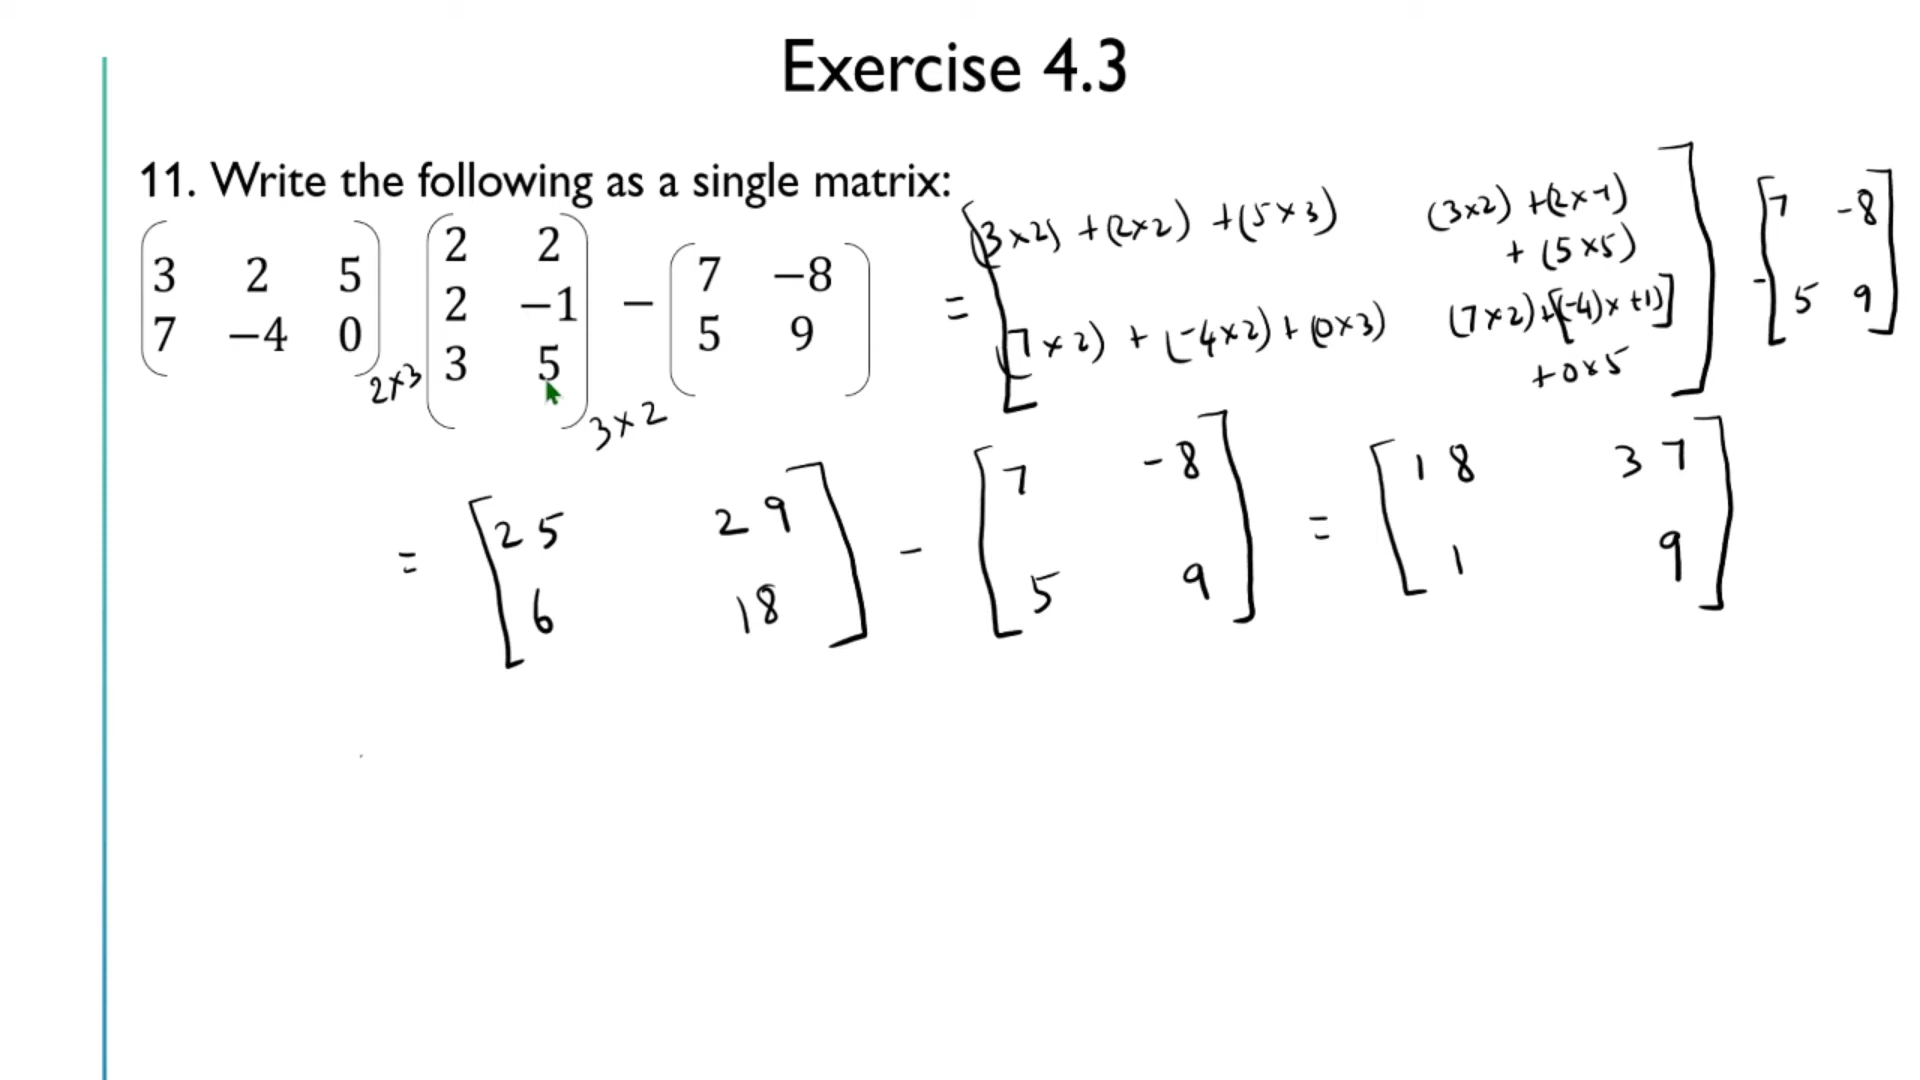 Exercise 4.3
11. Write the following as a single matrix:
3 2 5
7 −4 0
2×3
2 2
2 −1
3 5
3×2
−
7 −8
5 9
=
(3×2) + (2×2) + (5×3) (3×2) + (2×-1)
+ (5×5)
(7×2) + (-4×2) + (0×3) (7×2)+[(-4)×+1)]
+0×5
-
7 -8
5 9
= 25 29
6 18
- 7 -8
5 9
= 18 37
1 9